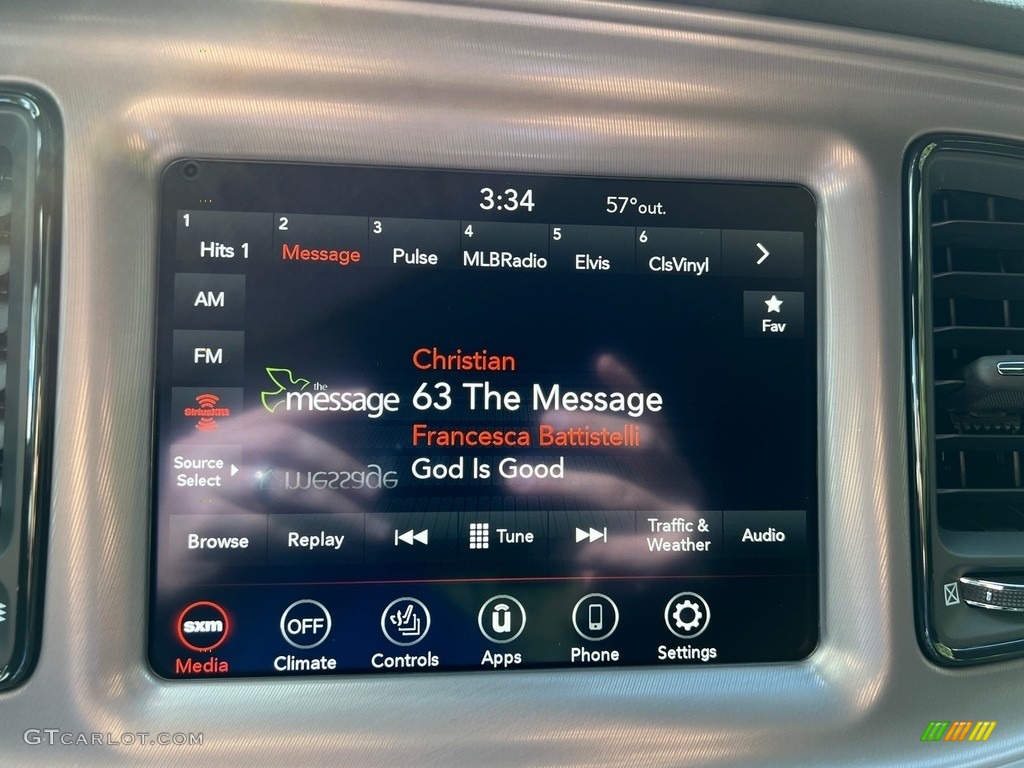 3:34 57°out.
1 2 3 4 5 6
Hits 1 Message Pulse MLBRadio Elvis ClsVinyl
AM
Fav
FM
Christian
the
message 63 The Message
SiriusXM
Francesca Battistelli
Source
Select
God Is Good
message
Browse Replay Tune Traffic &
Weather Audio
sxm OFF û
Media Climate Controls Apps Phone Settings
GTCARLOT.COM